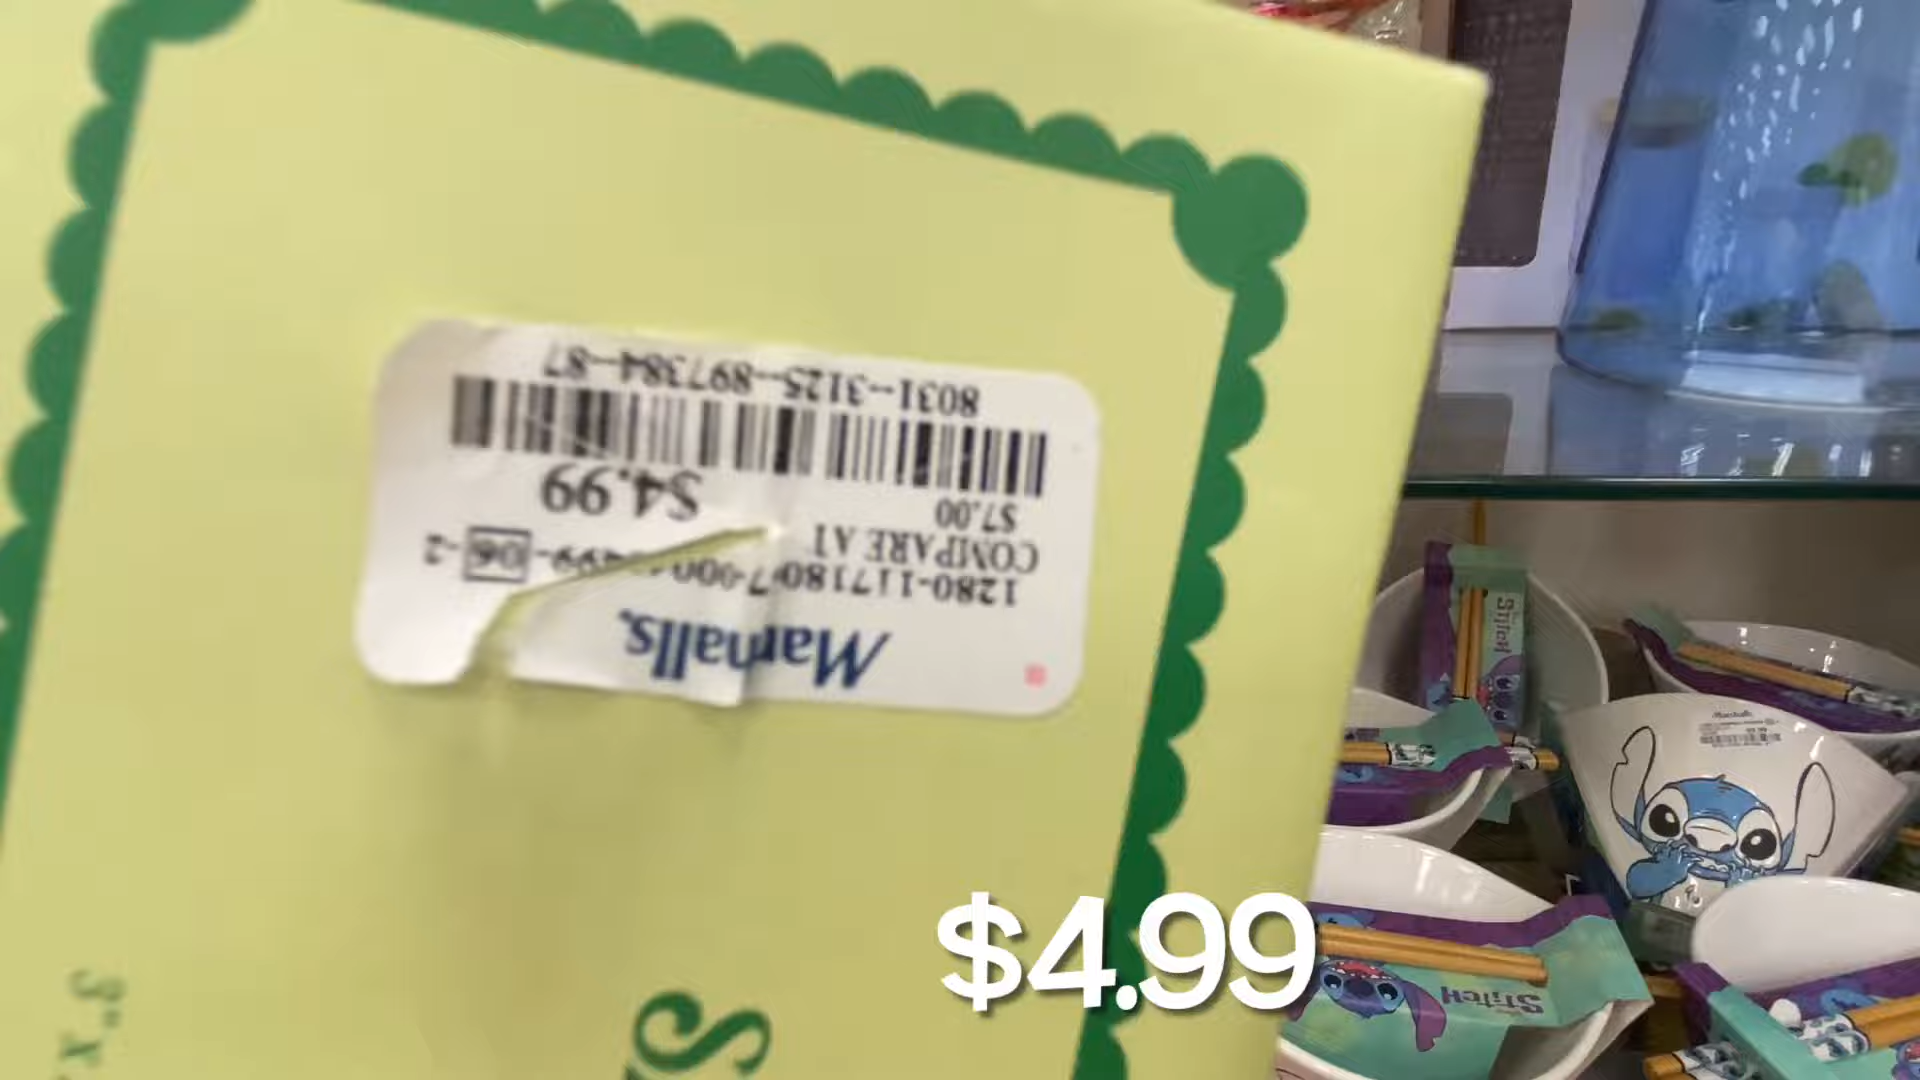 Marshalls.
COMPARE AT
$7.00
$4.99
8031-3125-897384-87
$4.99
Stitch
Stitch